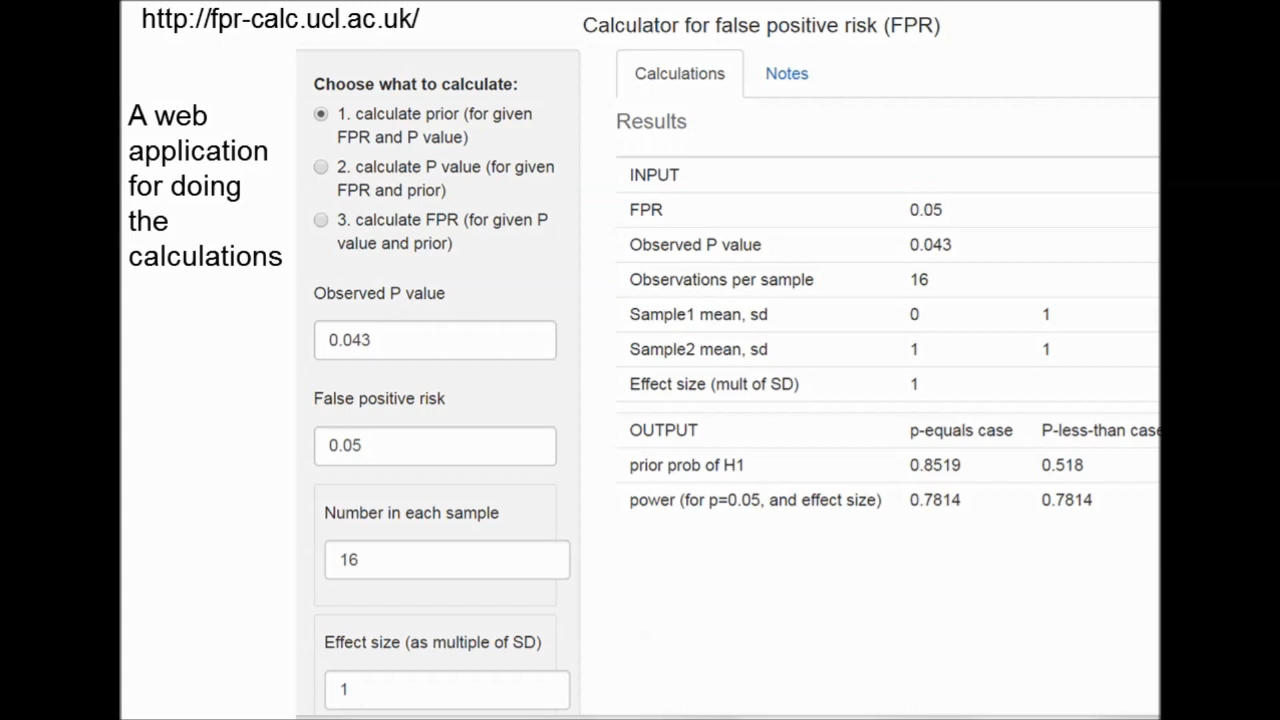 http://fpr-calc.ucl.ac.uk/
Calculator for false positive risk (FPR)
A web
application
for doing
the
calculations
Choose what to calculate:
1. calculate prior (for given
FPR and P value)
2. calculate P value (for given
FPR and prior)
3. calculate FPR (for given P
value and prior)
Observed P value
0.043
False positive risk
0.05
Number in each sample
16
Effect size (as multiple of SD)
1
Calculations Notes
Results
INPUT
FPR 0.05
Observed P value 0.043
Observations per sample 16
Sample1 mean, sd 0 1
Sample2 mean, sd 1 1
Effect size (mult of SD) 1
OUTPUT p-equals case P-less-than case
prior prob of H1 0.8519 0.518
power (for p=0.05, and effect size) 0.7814 0.7814